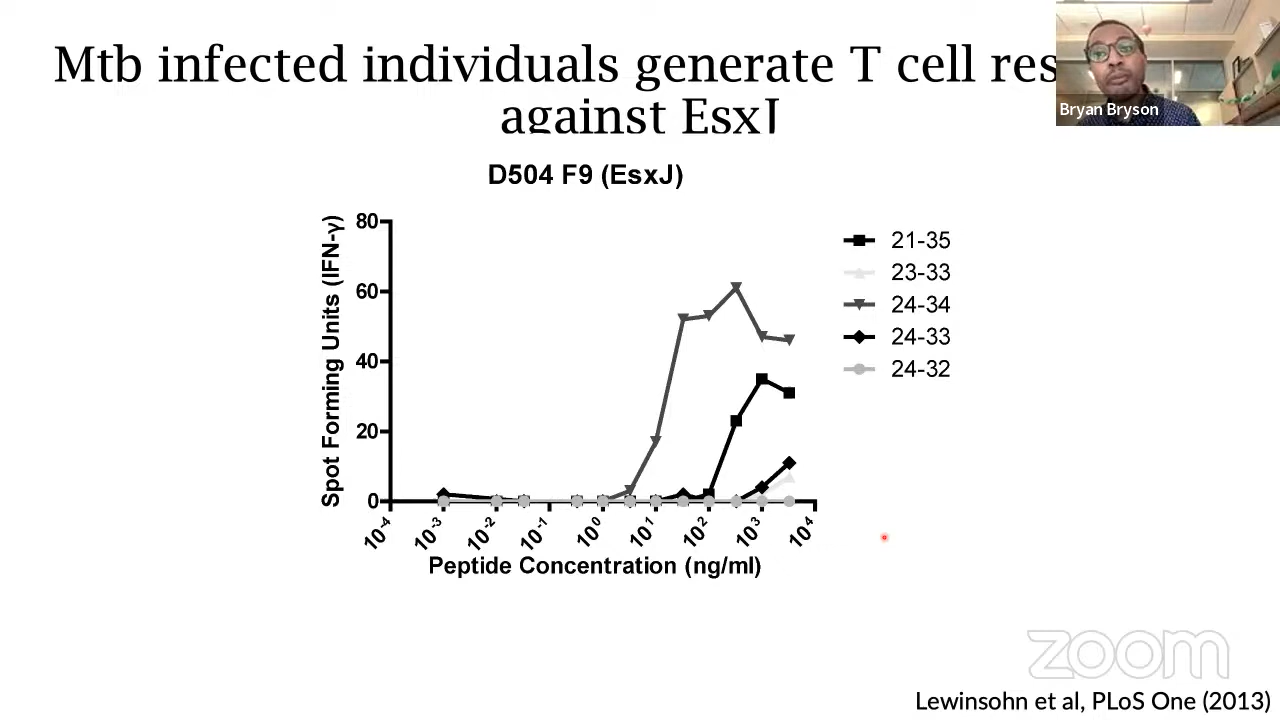 Mtb infected individuals generate T cell res
against EsxJ
Bryan Bryson
D504 F9 (EsxJ)
Spot Forming Units (IFN-γ)
80
60
40
20
0
10-4
10-3
10-2
10-1
100
101
102
103
104
Peptide Concentration (ng/ml)
21-35
23-33
24-34
24-33
24-32
zoom
Lewinsohn et al, PLoS One (2013)